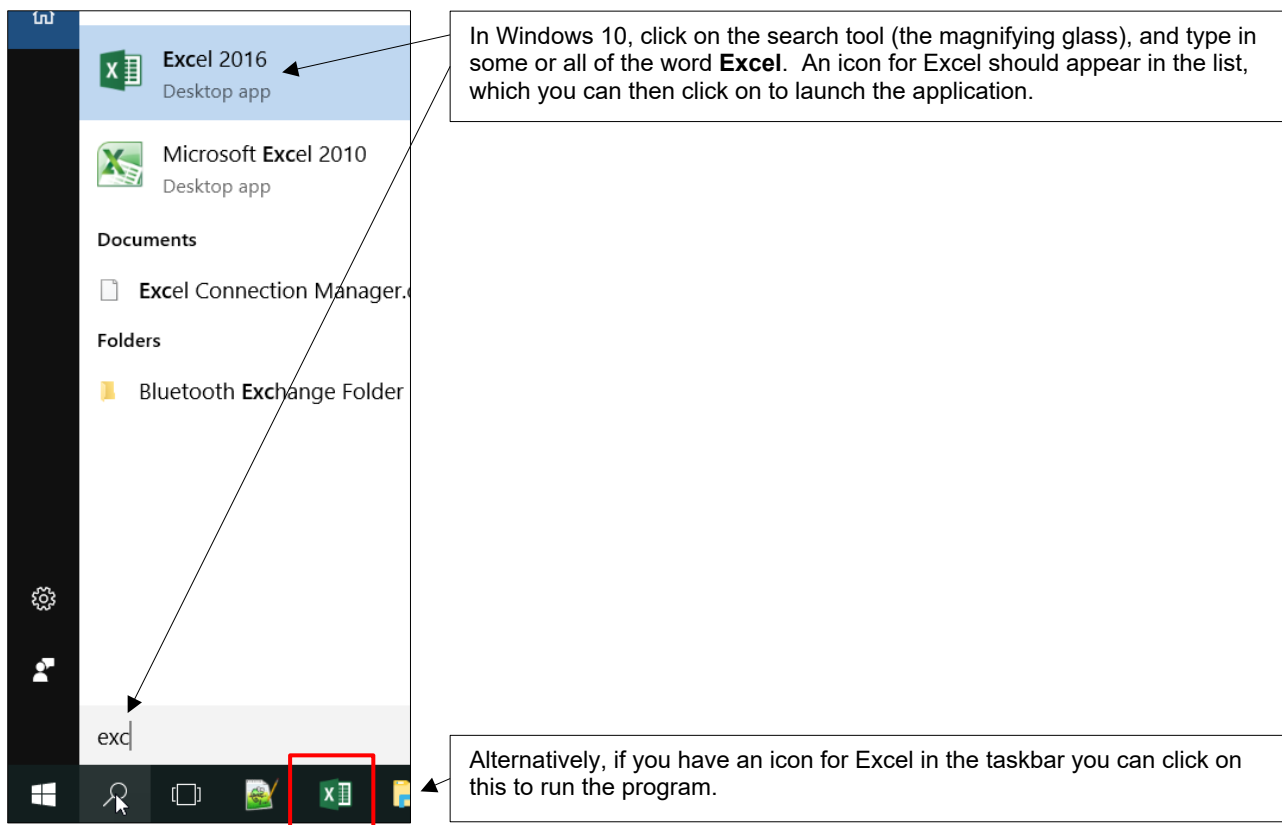 Excel 2016
Desktop app
Microsoft Excel 2010
Desktop app
Documents
Excel Connection Manager.
Folders
Bluetooth Exchange Folder
exc
In Windows 10, click on the search tool (the magnifying glass), and type in
some or all of the word Excel.  An icon for Excel should appear in the list,
which you can then click on to launch the application.
Alternatively, if you have an icon for Excel in the taskbar you can click on
this to run the program.